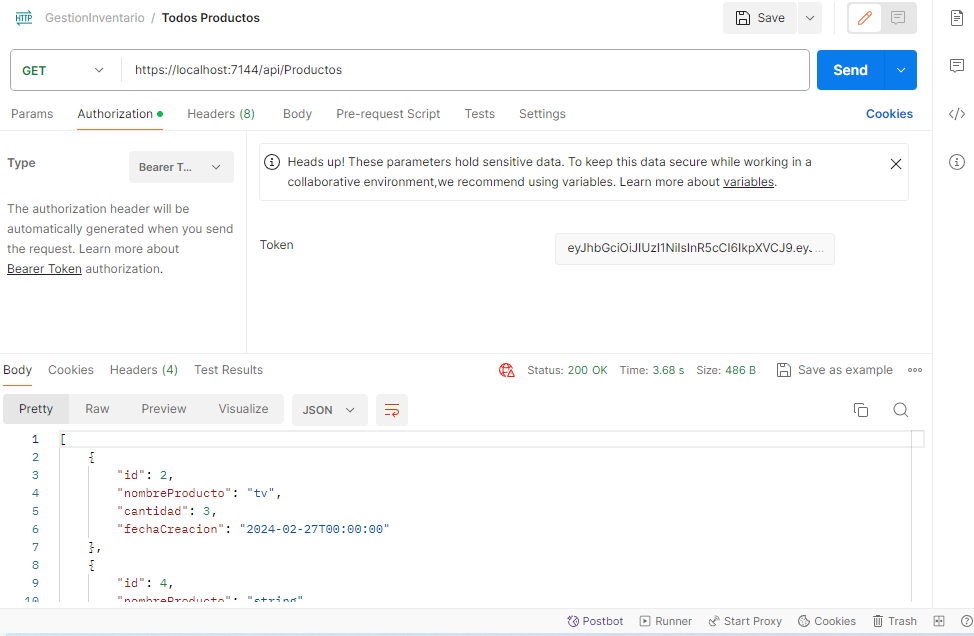 HTTP GestionInventario / Todos Productos Save
GET https://localhost:7144/api/Productos Send
Params Authorization Headers (8) Body Pre-request Script Tests Settings Cookies
Type Bearer T...
The authorization header will be
automatically generated when you send
the request. Learn more about
Bearer Token authorization.
Heads up! These parameters hold sensitive data. To keep this data secure while working in a
collaborative environment,we recommend using variables. Learn more about variables.
Token eyJhbGciOiJIUzI1NiIsInR5cCI6IkpXVCJ9.ey. ...
Body Cookies Headers (4) Test Results Status: 200 OK Time: 3.68 s Size: 486 B Save as example
Pretty Raw Preview Visualize JSON
1 [
2 {
3 "id": 2,
4 "nombreProducto": "tv",
5 "cantidad": 3,
6 "fechaCreacion": "2024-02-27T00:00:00"
7 },
8 {
9 "id": 4,
10 "nombreProducto": "string"
Postbot Runner Start Proxy Cookies Trash